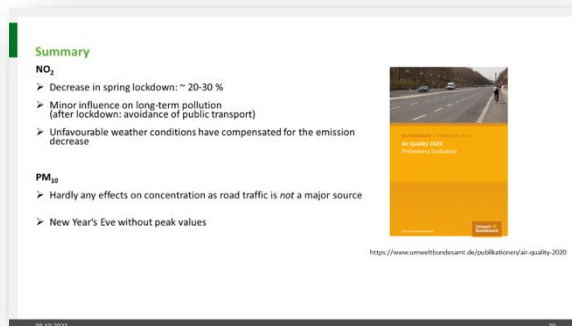 Summary
NO₂
➤ Decrease in spring lockdown: ~ 20-30 %
➤ Minor influence on long-term pollution
(after lockdown: avoidance of public transport)
➤ Unfavourable weather conditions have compensated for the emission
decrease
PM₁₀
➤ Hardly any effects on concentration as road traffic is not a major source
➤ New Year's Eve without peak values
Air Quality 2020
Preliminary Evaluation
Umwelt
Bundesamt
https://www.umweltbundesamt.de/publikationen/air-quality-2020